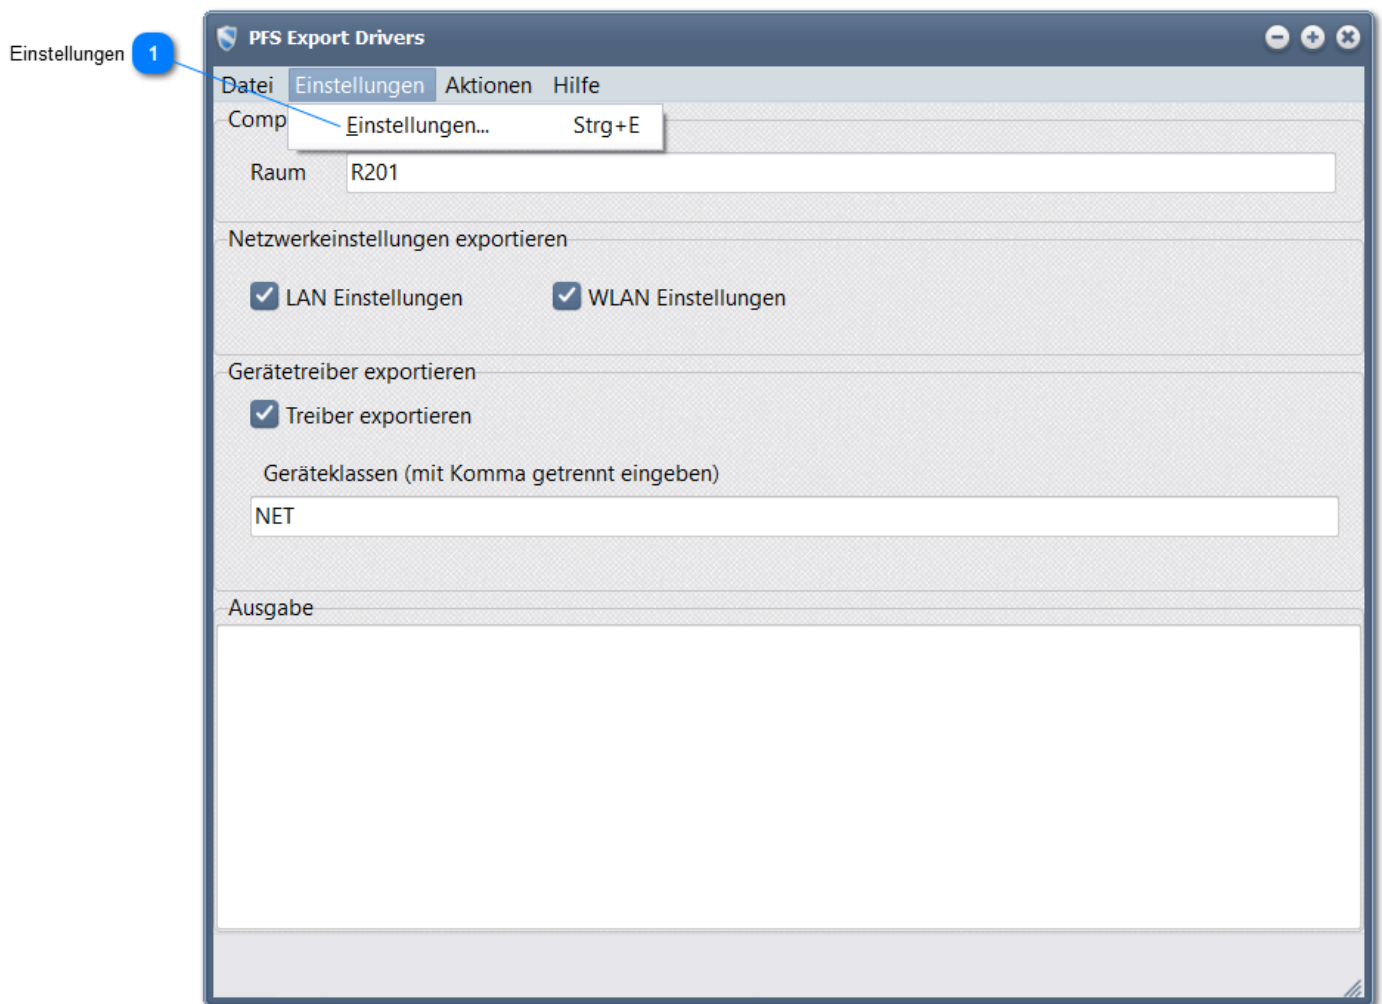 Einstellungen 1
PFS Export Drivers
Datei Einstellungen Aktionen Hilfe
Comp
Einstellungen... Strg+E
Raum R201
Netzwerkeinstellungen exportieren
LAN Einstellungen WLAN Einstellungen
Gerätetreiber exportieren
Treiber exportieren
Geräteklassen (mit Komma getrennt eingeben)
NET
Ausgabe